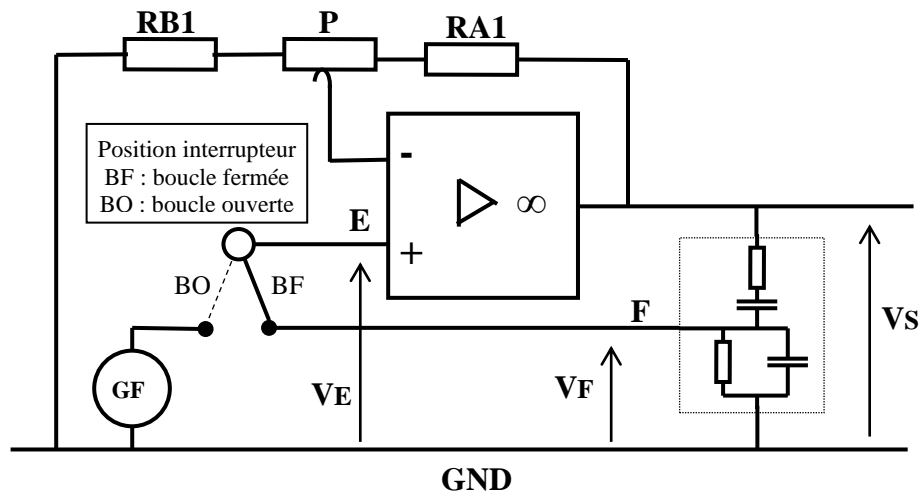 RB1
P
RA1
Position interrupteur
BF : boucle fermée
BO : boucle ouverte
-
∞
E
+
BO
BF
F
VS
GF
VE
VF
GND